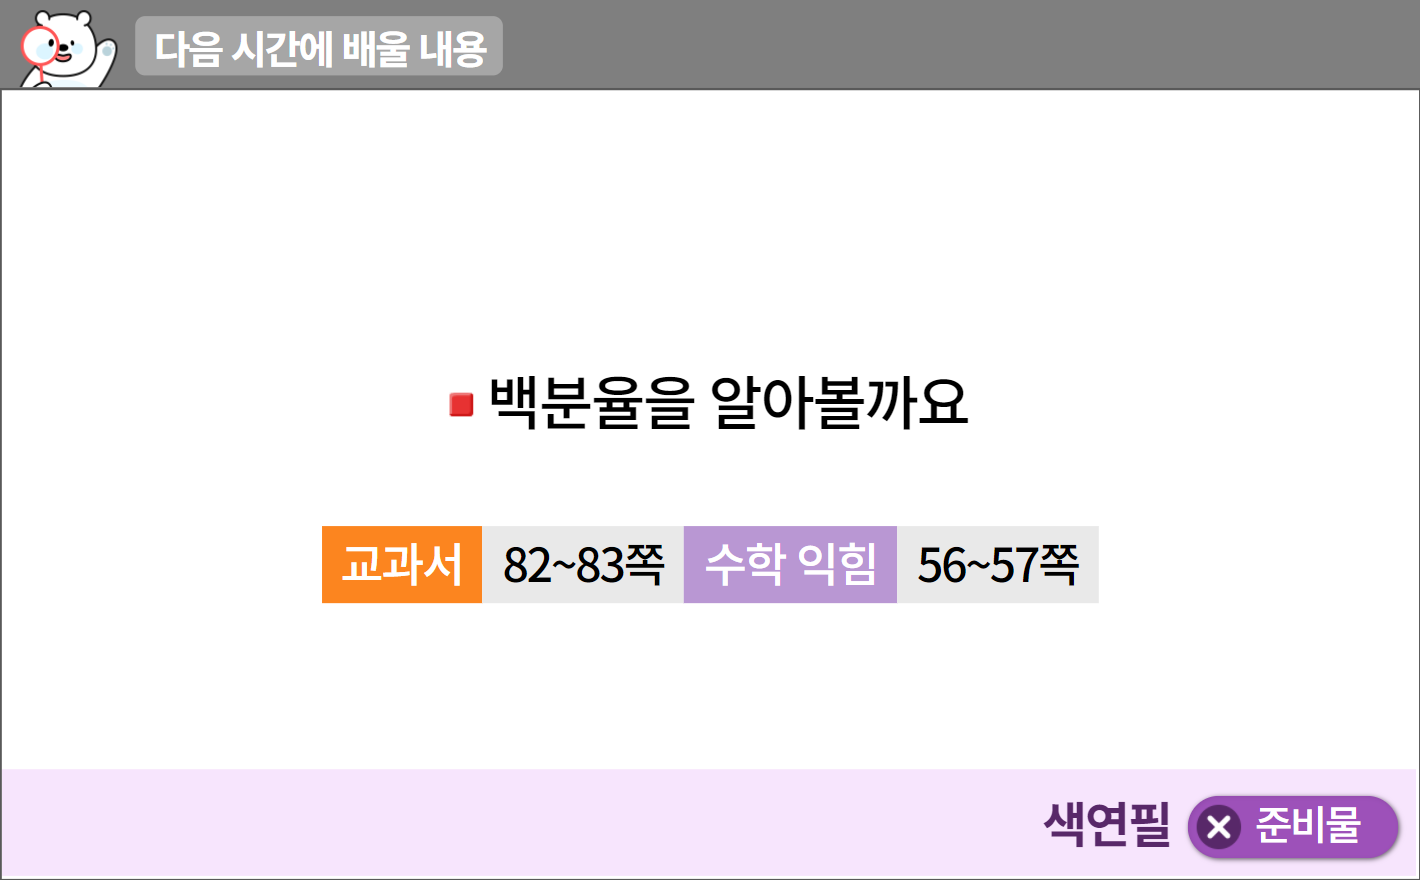 다음 시간에 배울 내용
백분율을 알아볼까요
교과서 82~83쪽 수학 익힘 56~57쪽
색연필 준비물